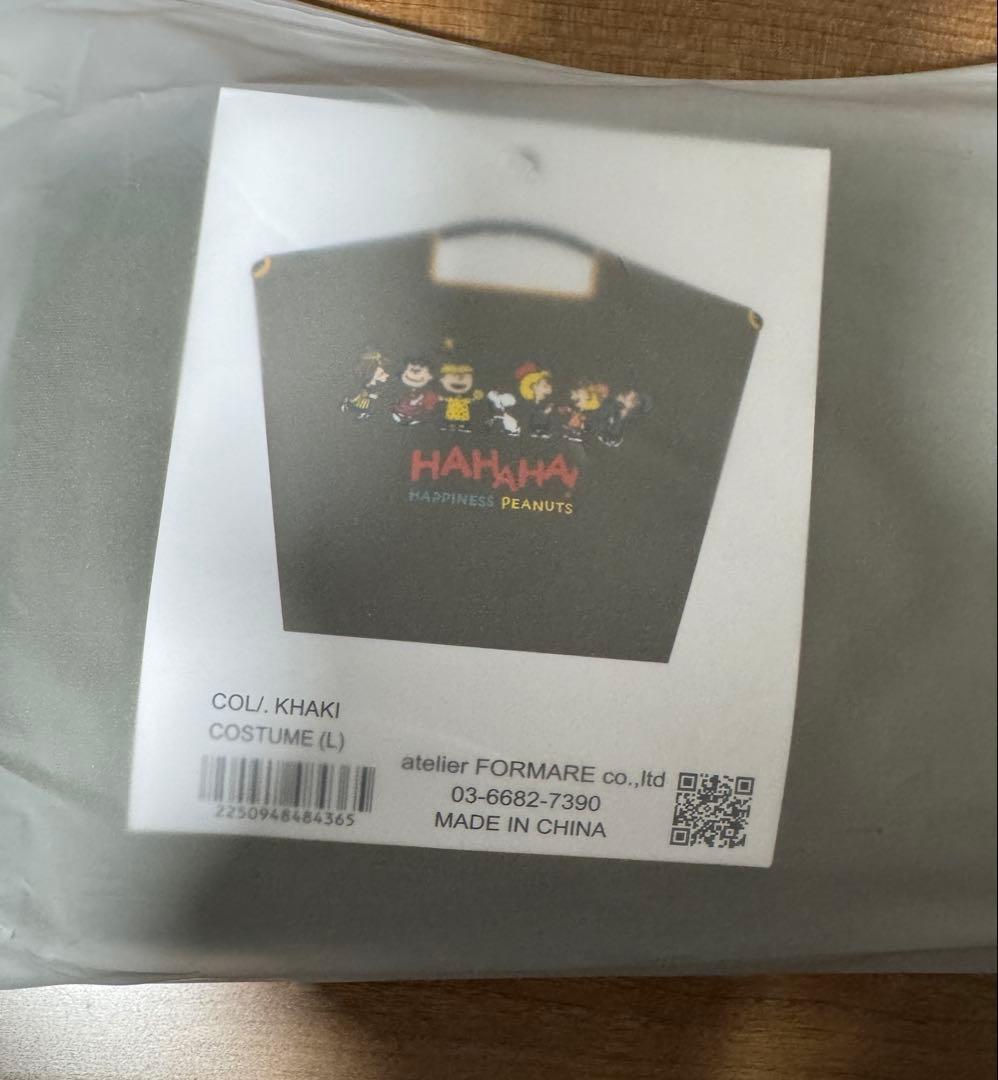 HAHAHA!
HAPPINESS PEANUTS
COL/. KHAKI
COSTUME (L)
2250948484365
atelier FORMARE co.,ltd
03-6682-7390
MADE IN CHINA